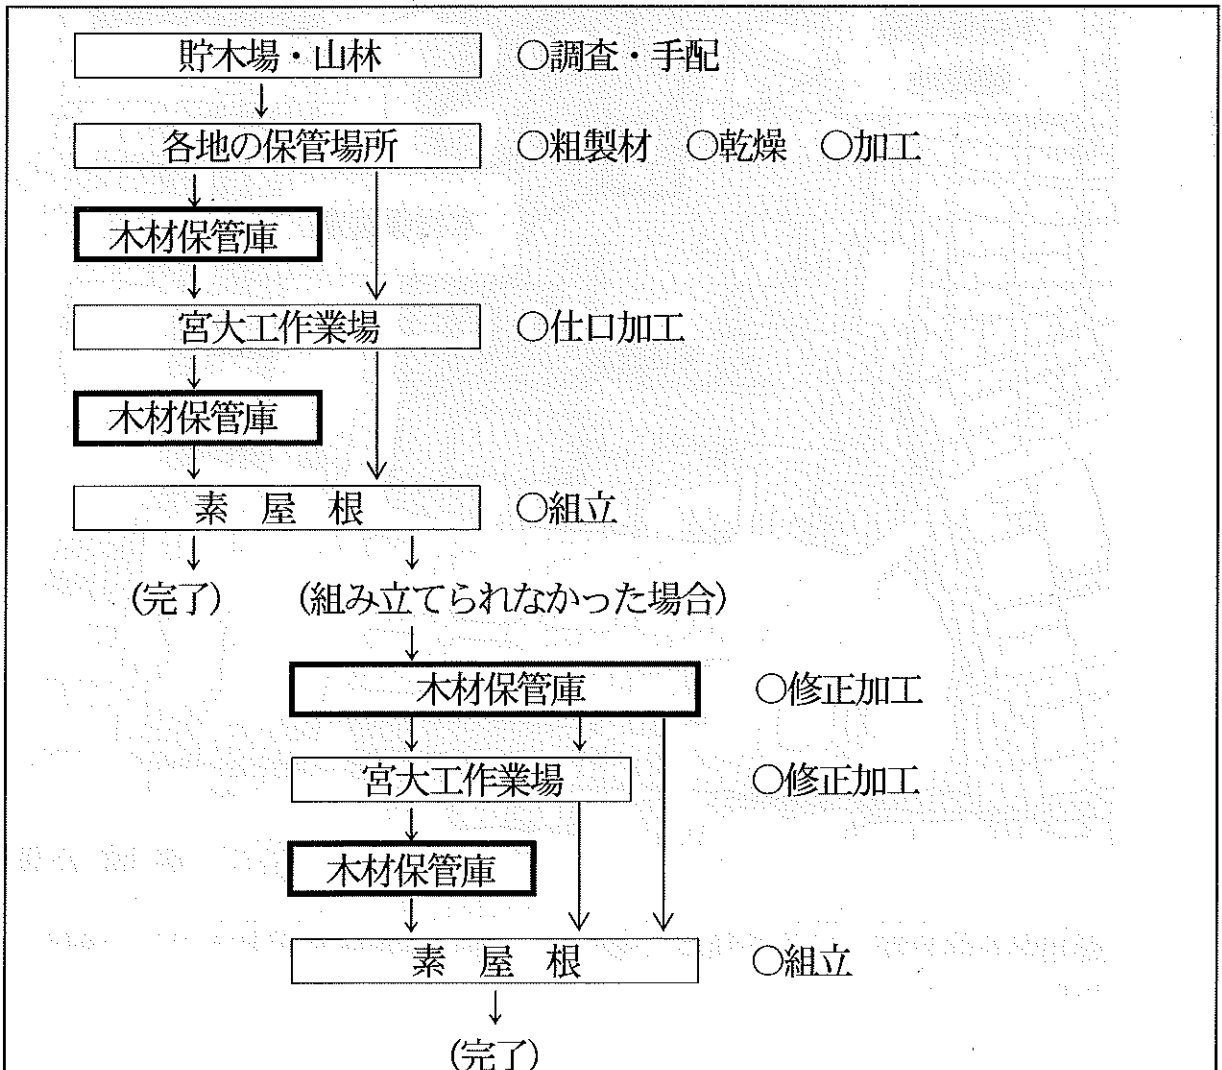 貯木場・山林 ○調査・手配
各地の保管場所 ○粗製材 ○乾燥 ○加工
木材保管庫
宮大工作業場 ○仕口加工
木材保管庫
素 屋 根 ○組立
(完了) (組み立てられなかった場合)
木材保管庫 ○修正加工
宮大工作業場 ○修正加工
木材保管庫
素 屋 根 ○組立
(完了)